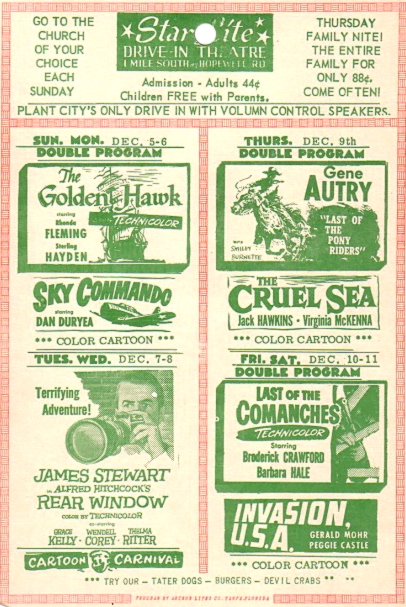 GO TO THE
CHURCH
OF YOUR
CHOICE
EACH
SUNDAY
Star ite
DRIVE-IN THEATRE
1 MILE SOUTH HOPEWELL RD
Admission - Adults 44¢
Children FREE with Parents.
THURSDAY
FAMILY NITE!
THE ENTIRE
FAMILY FOR
ONLY 88¢.
COME OFTEN!
PLANT CITY'S ONLY DRIVE IN WITH VOLUMN CONTROL SPEAKERS.
SUN. MON. DEC. 5-6
DOUBLE PROGRAM
The
Golden Hawk
TECHNICOLOR
starring
Rhonda
FLEMING
Sterling
HAYDEN
SKY COMMANDO
starring
DAN DURYEA
*** COLOR CARTOON ***
TUES. WED. DEC. 7-8
Terrifying
Adventure!
JAMES STEWART
in ALFRED HITCHCOCK'S
REAR WINDOW
COLOR BY TECHNICOLOR
co-starring
GRACE KELLY · WENDELL COREY · THELMA RITTER
CARTOON CARNIVAL
THURS. DEC. 9th
DOUBLE PROGRAM
Gene
AUTRY
"LAST OF
THE
PONY
RIDERS"
WITH
SMILEY
BURNETTE
THE
CRUEL SEA
Jack HAWKINS · Virginia McKENNA
*** COLOR CARTOON ***
FRI. SAT. DEC. 10-11
DOUBLE PROGRAM
LAST OF THE
COMANCHES
TECHNICOLOR
Starring
Broderick CRAWFORD
Barbara HALE
INVASION,
U.S.A.
GERALD MOHR
PEGGIE CASTLE
*** COLOR CARTOON ***
*** TRY OUR - TATER DOGS - BURGERS - DEVIL CRABS ** **